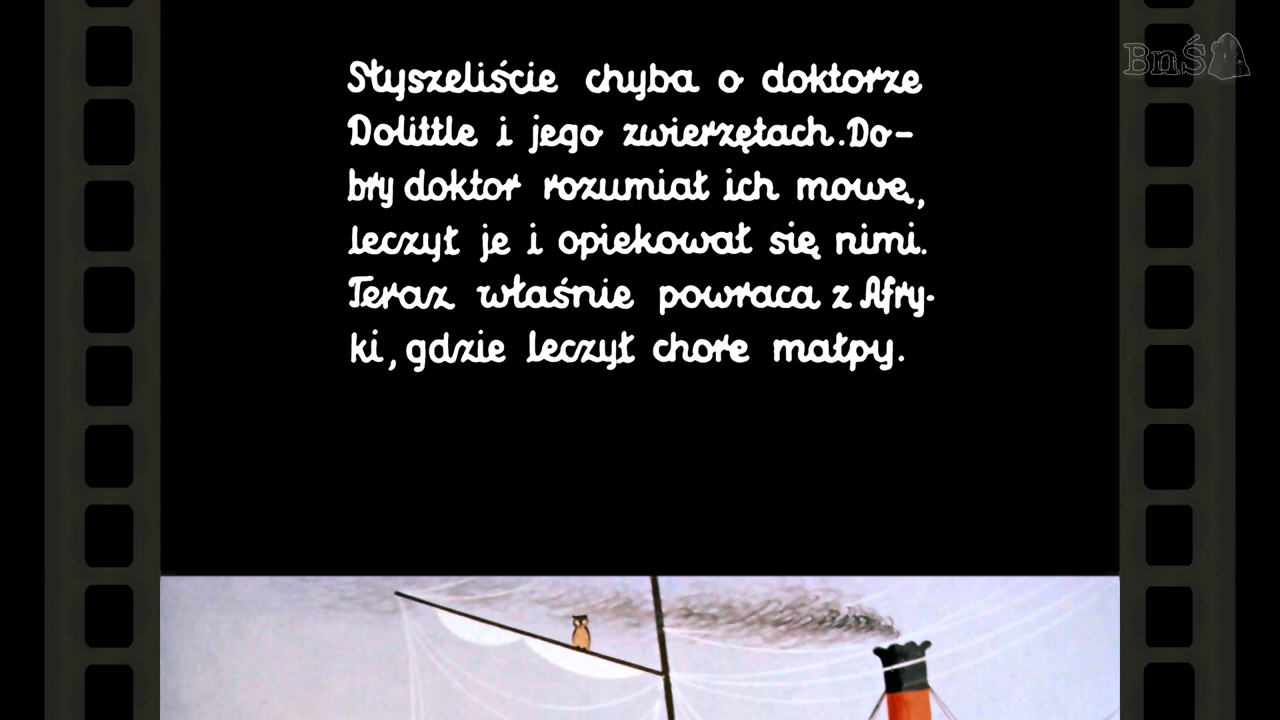 BnŚ
Słyszeliście chyba o doktorze
Dolittle i jego zwierzętach. Do-
bry doktor rozumiał ich mowę,
leczył je i opiekował się nimi.
Teraz właśnie powraca z Afry-
ki, gdzie leczył chore małpy.